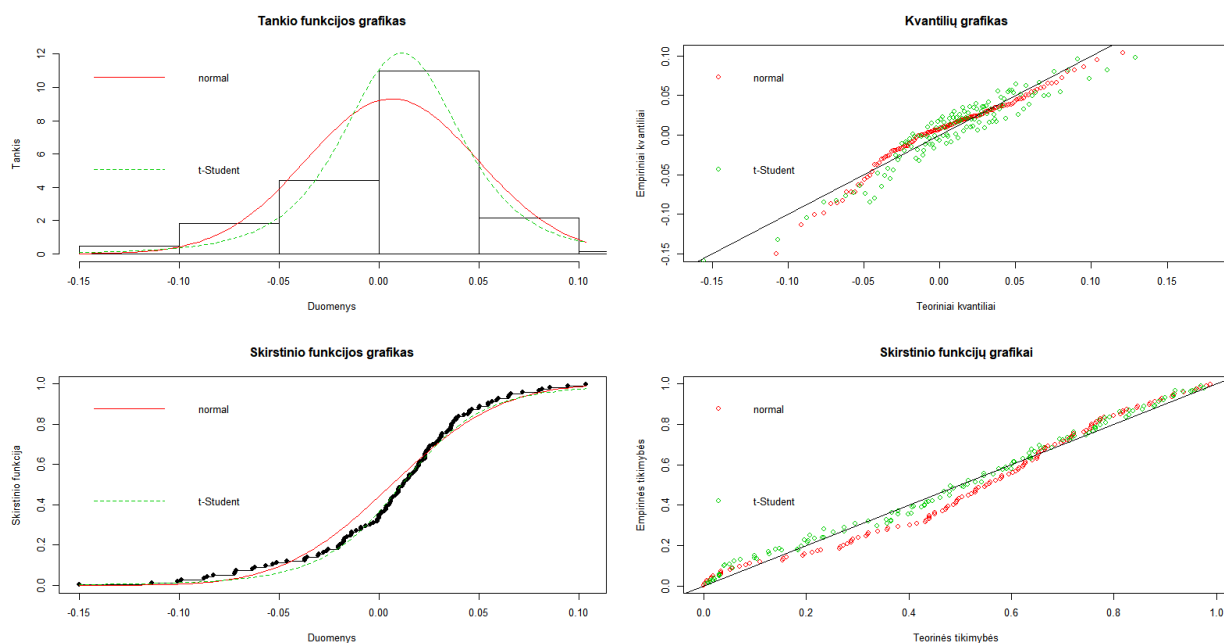 Tankio funkcijos grafikas
Tankis
12
10
8
6
4
2
0
normal
t-Student
-0.15 -0.10 -0.05 0.00 0.05 0.10
Duomenys
Kvantilių grafikas
Empiriniai kvantiliai
0.10
0.05
0.00
-0.05
-0.10
-0.15
normal
t-Student
-0.15 -0.10 -0.05 0.00 0.05 0.10 0.15
Teoriniai kvantiliai
Skirstinio funkcijos grafikas
Skirstinio funkcija
1.0
0.8
0.6
0.4
0.2
0.0
normal
t-Student
-0.15 -0.10 -0.05 0.00 0.05 0.10
Duomenys
Skirstinio funkcijų grafikai
Empirinės tikimybės
1.0
0.8
0.6
0.4
0.2
0.0
normal
t-Student
0.0 0.2 0.4 0.6 0.8 1.0
Teorinės tikimybės